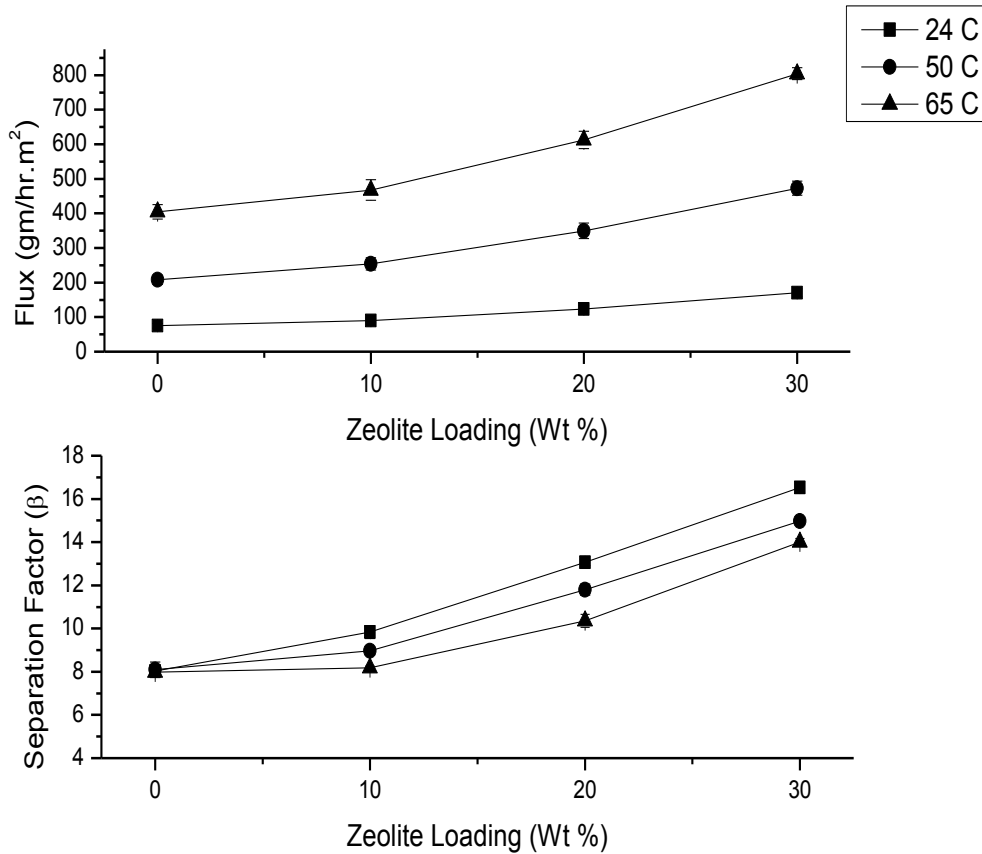 24 C
50 C
65 C
800
700
600
500
400
300
200
100
0
Flux (gm/hr.m²)
0 10 20 30
Zeolite Loading (Wt %)
18
16
14
12
10
8
6
4
Separation Factor (β)
0 10 20 30
Zeolite Loading (Wt %)